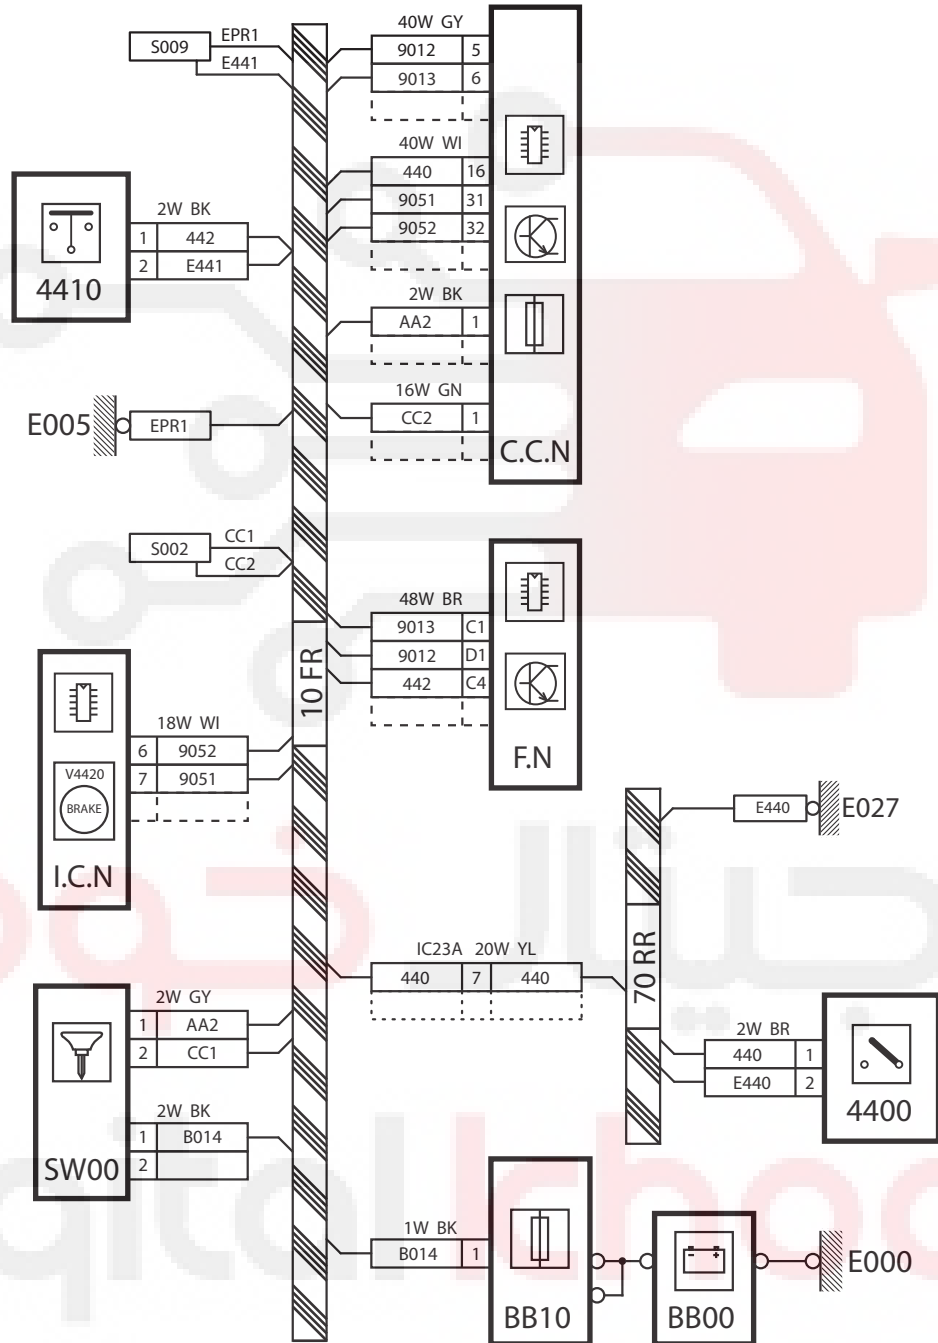 40W GY
S009 EPR1
E441
9012 5
9013 6
40W WI
440 16
9051 31
9052 32
2W BK
1 442
2 E441
4410
2W BK
AA2 1
16W GN
CC2 1
C.C.N
E005 EPR1
S002 CC1
CC2
48W BR
9013 C1
9012 D1
442 C4
F.N
10 FR
18W WI
6 9052
7 9051
V4420
BRAKE
I.C.N
E440 E027
70 RR
IC23A 20W YL
440 7 440
2W GY
1 AA2
2 CC1
2W BK
1 B014
2
SW00
2W BR
440 1
E440 2
4400
1W BK
B014 1
BB10
BB00
E000
دیجیتال خودرو
digital khodro